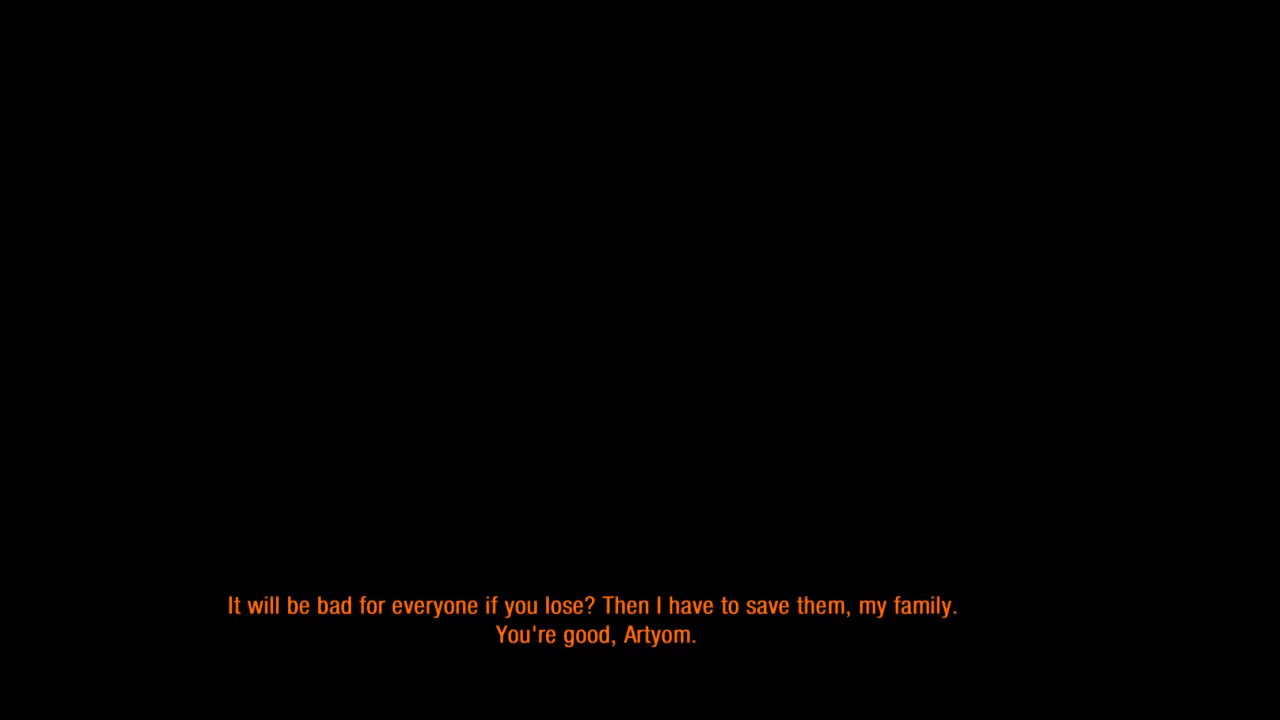 It will be bad for everyone if you lose? Then I have to save them, my family.
You're good, Artyom.